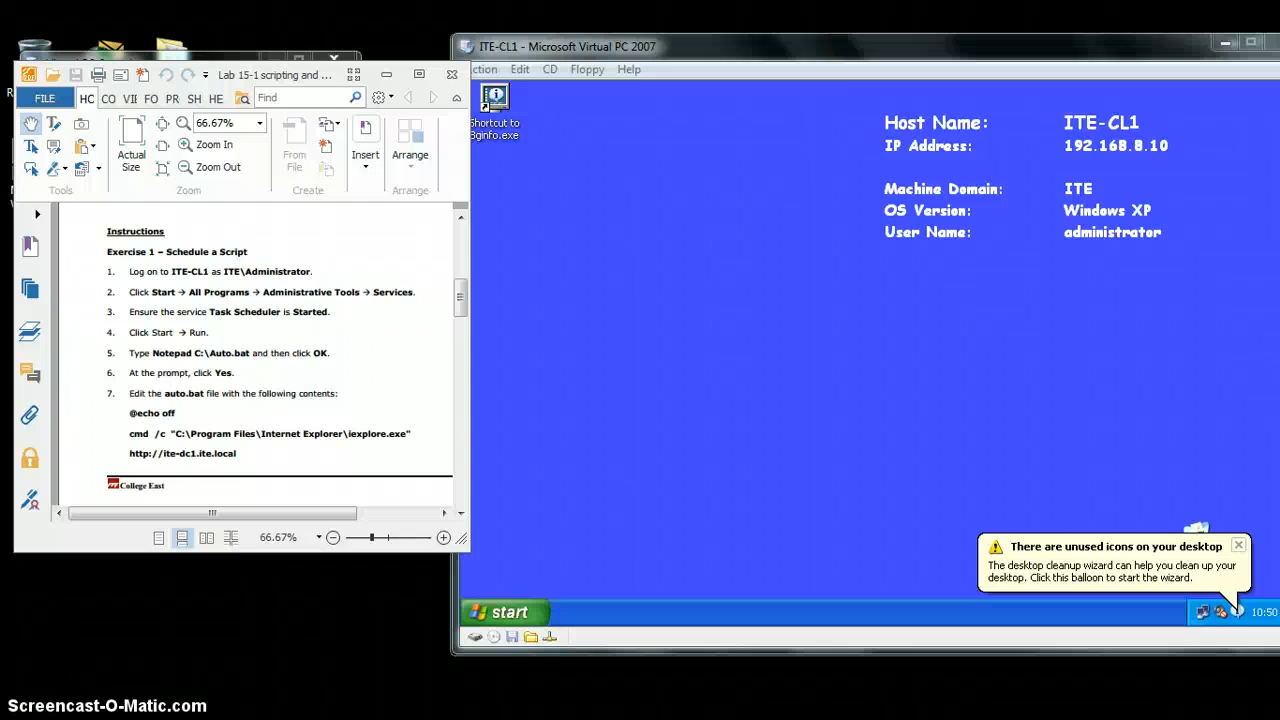 Lab 15-1 scripting and ...
FILE
HC
CO
VII
FO
PR
SH
HE
Find
66.67%
Actual
Size
Zoom In
Zoom Out
From
File
Insert
Arrange
Tools
Zoom
Create
Arrange
Instructions
Exercise 1 – Schedule a Script
1. Log on to ITE-CL1 as ITE\Administrator.
2. Click Start → All Programs → Administrative Tools → Services.
3. Ensure the service Task Scheduler is Started.
4. Click Start → Run.
5. Type Notepad C:\Auto.bat and then click OK.
6. At the prompt, click Yes.
7. Edit the auto.bat file with the following contents:
@echo off
cmd /c "C:\Program Files\Internet Explorer\iexplore.exe"
http://ite-dc1.ite.local
College East
66.67%
ITE-CL1 - Microsoft Virtual PC 2007
ction Edit CD Floppy Help
Shortcut to
Bginfo.exe
Host Name: ITE-CL1
IP Address: 192.168.8.10
Machine Domain: ITE
OS Version: Windows XP
User Name: administrator
There are unused icons on your desktop
The desktop cleanup wizard can help you clean up your
desktop. Click this balloon to start the wizard.
start
10:50
Screencast-O-Matic.com